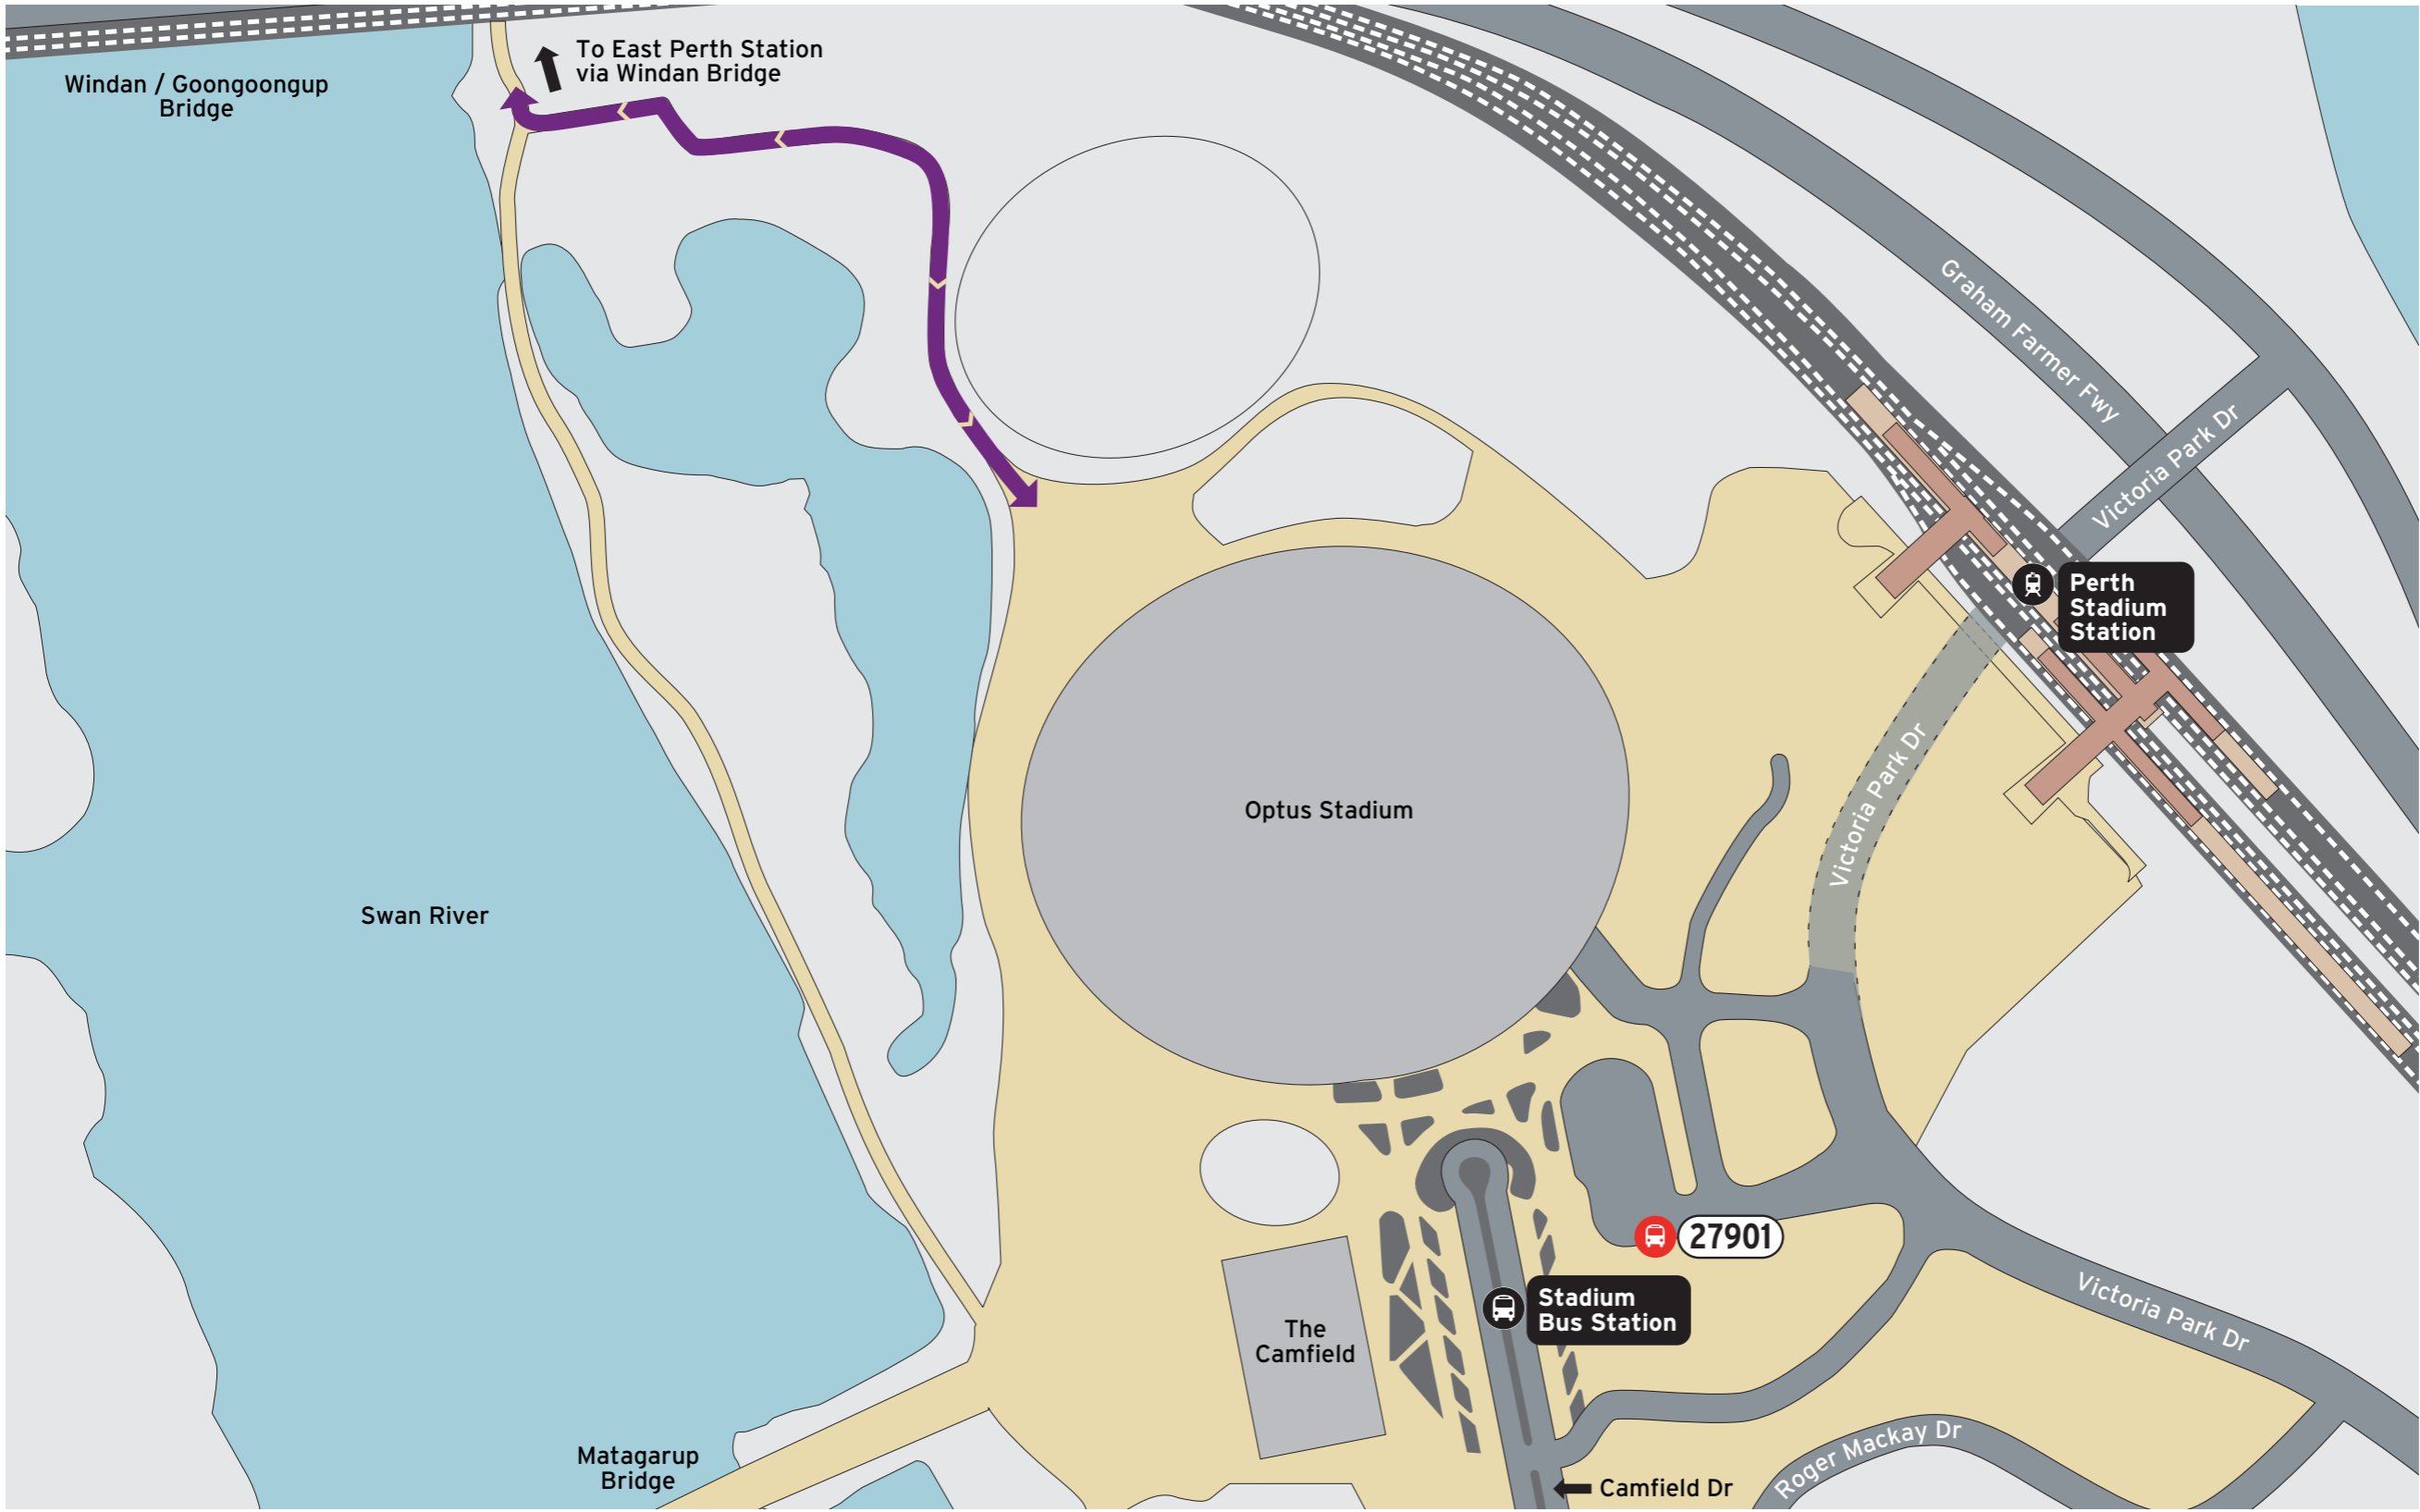 To East Perth Station
via Windan Bridge
Windan / Goongoongup
Bridge
Graham Farmer Fwy
Victoria Park Dr
Perth
Stadium
Station
Victoria Park Dr
Optus Stadium
Swan River
27901
Stadium
Bus Station
Victoria Park Dr
The
Camfield
Matagarup
Bridge
Roger Mackay Dr
Camfield Dr